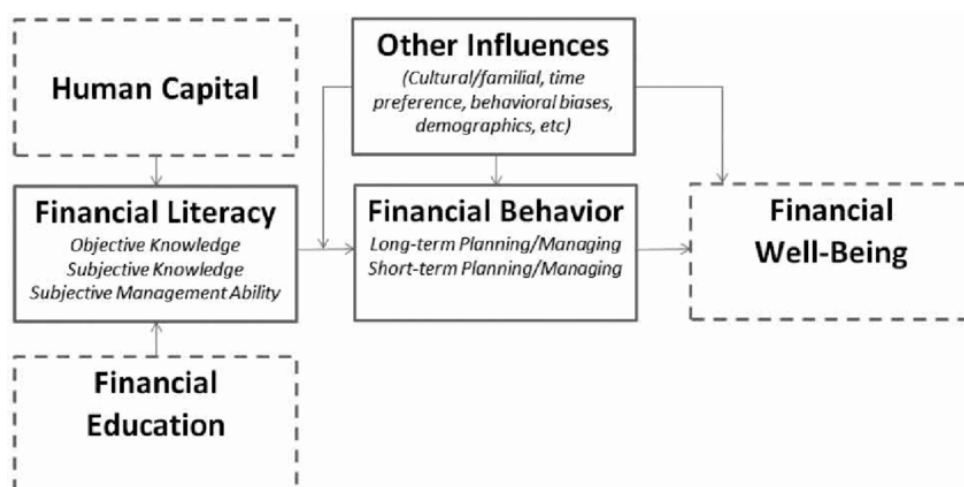 Human Capital
Other Influences
(Cultural/familial, time
preference, behavioral biases,
demographics, etc)
Financial Literacy
Objective Knowledge
Subjective Knowledge
Subjective Management Ability
Financial Behavior
Long-term Planning/Managing
Short-term Planning/Managing
Financial
Well-Being
Financial
Education